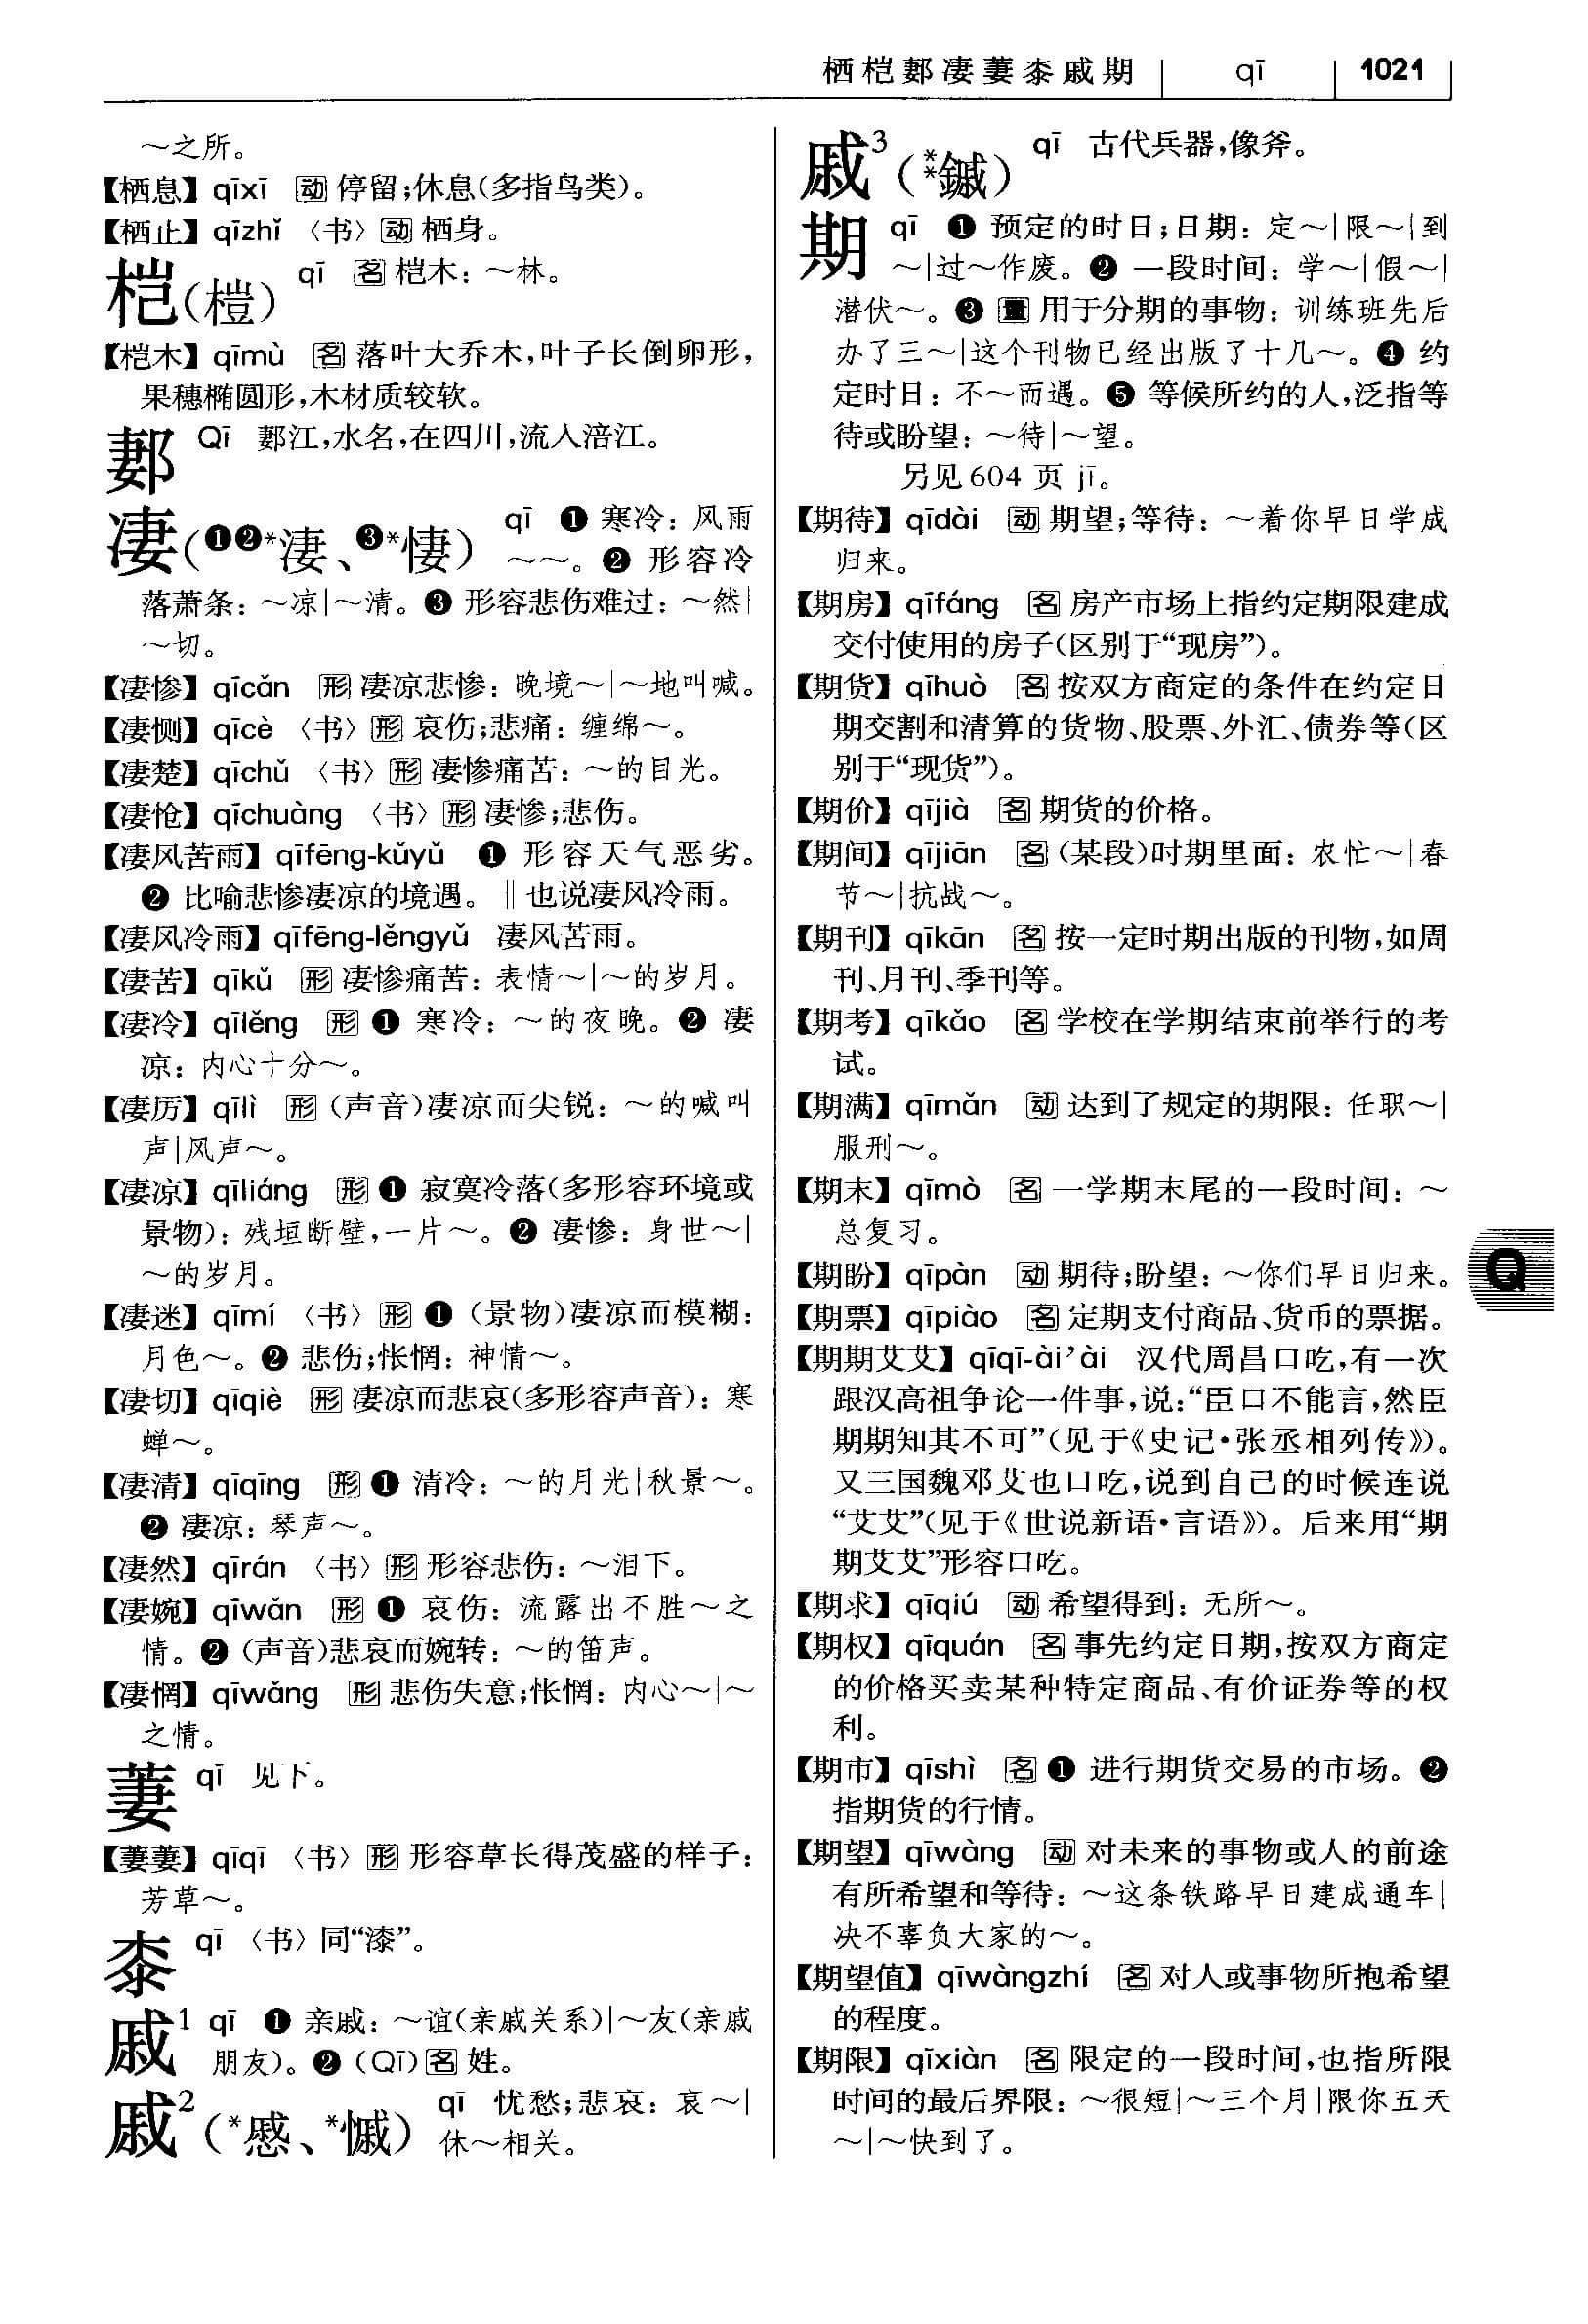 栖桤郪凄萋桼戚期 qī 1021
～之所。
【栖息】qīxī 动 停留;休息(多指鸟类)。
【栖止】qīzhǐ 〈书〉动 栖身。
桤(榿) qī 名 桤木：～林。
【桤木】qīmù 名 落叶大乔木,叶子长倒卵形,
果穗椭圆形,木材质较软。
郪 Qī 郪江,水名,在四川,流入涪江。
凄(❶❷*淒、❸*悽) qī ❶ 寒冷：风雨
～～。❷ 形容冷
落萧条：～凉|～清。❸ 形容悲伤难过：～然|
～切。
【凄惨】qīcǎn 形 凄凉悲惨：晚境～|～地叫喊。
【凄恻】qīcè 〈书〉形 哀伤;悲痛：缠绵～。
【凄楚】qīchǔ 〈书〉形 凄惨痛苦：～的目光。
【凄怆】qīchuàng 〈书〉形 凄惨;悲伤。
【凄风苦雨】qīfēng-kǔyǔ ❶ 形容天气恶劣。
❷ 比喻悲惨凄凉的境遇。‖也说凄风冷雨。
【凄风冷雨】qīfēng-lěngyǔ 凄风苦雨。
【凄苦】qīkǔ 形 凄惨痛苦：表情～|～的岁月。
【凄冷】qīlěng 形 ❶ 寒冷：～的夜晚。❷ 凄
凉：内心十分～。
【凄厉】qīlì 形 (声音)凄凉而尖锐：～的喊叫
声|风声～。
【凄凉】qīliáng 形 ❶ 寂寞冷落(多形容环境或
景物)：残垣断壁,一片～。❷ 凄惨：身世～|
～的岁月。
【凄迷】qīmí 〈书〉形 ❶ (景物)凄凉而模糊：
月色～。❷ 悲伤;怅惘：神情～。
【凄切】qīqiè 形 凄凉而悲哀(多形容声音)：寒
蝉～。
【凄清】qīqīng 形 ❶ 清冷：～的月光|秋景～。
❷ 凄凉：琴声～。
【凄然】qīrán 〈书〉形 形容悲伤：～泪下。
【凄婉】qīwǎn 形 ❶ 哀伤：流露出不胜～之
情。❷ (声音)悲哀而婉转：～的笛声。
【凄惘】qīwǎng 形 悲伤失意;怅惘：内心～|～
之情。
萋 qī 见下。
【萋萋】qīqī 〈书〉形 形容草长得茂盛的样子：
芳草～。
桼 qī 〈书〉同“漆”。
戚1 qī ❶ 亲戚：～谊(亲戚关系)|～友(亲戚
朋友)。❷ (Qī)名 姓。
戚2(*慼、*慽) qī 忧愁;悲哀：哀～|
休～相关。
戚3(**鏚) qī 古代兵器,像斧。
期 qī ❶ 预定的时日;日期：定～|限～|到
～|过～作废。❷ 一段时间：学～|假～|
潜伏～。❸ 量 用于分期的事物：训练班先后
办了三～|这个刊物已经出版了十几～。❹ 约
定时日：不～而遇。❺ 等候所约的人,泛指等
待或盼望：～待|～望。
另见604 页 jī。
【期待】qīdài 动 期望;等待：～着你早日学成
归来。
【期房】qīfáng 名 房产市场上指约定期限建成
交付使用的房子(区别于“现房”)。
【期货】qīhuò 名 按双方商定的条件在约定日
期交割和清算的货物、股票、外汇、债券等(区
别于“现货”)。
【期价】qījià 名 期货的价格。
【期间】qījiān 名 (某段)时期里面：农忙～|春
节～|抗战～。
【期刊】qīkān 名 按一定时期出版的刊物,如周
刊、月刊、季刊等。
【期考】qīkǎo 名 学校在学期结束前举行的考
试。
【期满】qīmǎn 动 达到了规定的期限：任职～|
服刑～。
【期末】qīmò 名 一学期末尾的一段时间：～
总复习。
【期盼】qīpàn 动 期待;盼望：～你们早日归来。
【期票】qīpiào 名 定期支付商品、货币的票据。
【期期艾艾】qīqī-ài’ài 汉代周昌口吃,有一次
跟汉高祖争论一件事,说：“臣口不能言,然臣
期期知其不可”(见于《史记·张丞相列传》)。
又三国魏邓艾也口吃,说到自己的时候连说
“艾艾”(见于《世说新语·言语》)。后来用“期
期艾艾”形容口吃。
【期求】qīqiú 动 希望得到：无所～。
【期权】qīquán 名 事先约定日期,按双方商定
的价格买卖某种特定商品、有价证券等的权
利。
【期市】qīshì 名 ❶ 进行期货交易的市场。❷
指期货的行情。
【期望】qīwàng 动 对未来的事物或人的前途
有所希望和等待：～这条铁路早日建成通车|
决不辜负大家的～。
【期望值】qīwàngzhí 名 对人或事物所抱希望
的程度。
【期限】qīxiàn 名 限定的一段时间,也指所限
时间的最后界限：～很短|～三个月|限你五天
～|～快到了。
Q